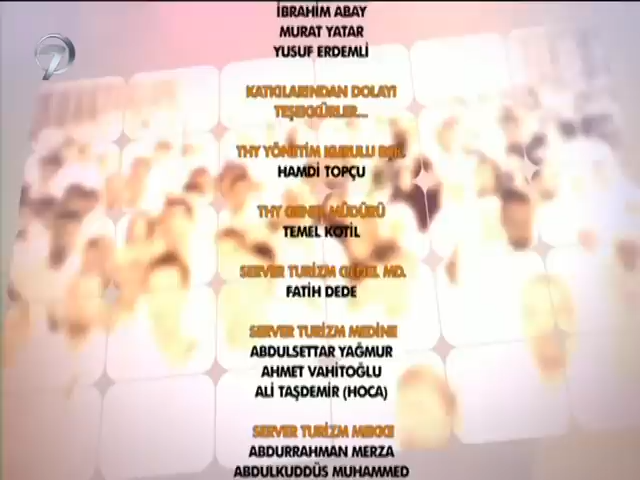 7
İBRAHİM ABAY
MURAT YATAR
YUSUF ERDEMLİ
KATKILARINDAN DOLAYI
TEŞEKKÜRLER...
THY YÖNETİM KURULU BŞK.
HAMDİ TOPÇU
THY GENEL MÜDÜRÜ
TEMEL KOTİL
SERVER TURİZM GENEL MD.
FATİH DEDE
SERVER TURİZM MEDİNE
ABDULSETTAR YAĞMUR
AHMET VAHİTOĞLU
ALİ TAŞDEMİR (HOCA)
SERVER TURİZM MEKKE
ABDURRAHMAN MERZA
ABDULKUDDÜS MUHAMMED